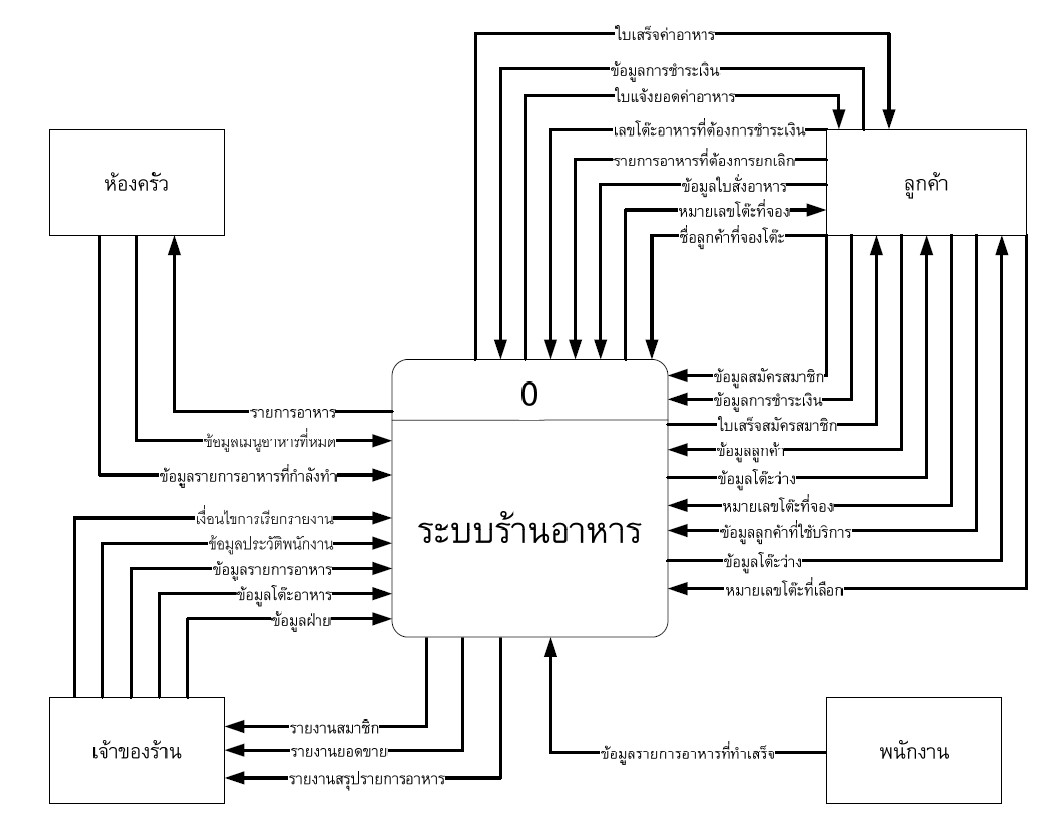 ใบเสร็จค่าอาหาร
ข้อมูลการชำระเงิน
ใบแจ้งยอดค่าอาหาร
เลขโต๊ะอาหารที่ต้องการชำระเงิน
รายการอาหารที่ต้องการยกเลิก
ข้อมูลใบสั่งอาหาร
หมายเลขโต๊ะที่จอง
ชื่อลูกค้าที่จองโต๊ะ
ห้องครัว
ลูกค้า
0
ระบบร้านอาหาร
รายการอาหาร
ข้อมูลเมนูอาหารที่หมด
ข้อมูลรายการอาหารที่กำลังทำ
เงื่อนไขการเรียกรายงาน
ข้อมูลประวัติพนักงาน
ข้อมูลรายการอาหาร
ข้อมูลโต๊ะอาหาร
ข้อมูลฝ่าย
ข้อมูลสมัครสมาชิก
ข้อมูลการชำระเงิน
ใบเสร็จสมัครสมาชิก
ข้อมูลลูกค้า
ข้อมูลโต๊ะว่าง
หมายเลขโต๊ะที่จอง
ข้อมูลลูกค้าที่ใช้บริการ
ข้อมูลโต๊ะว่าง
หมายเลขโต๊ะที่เลือก
เจ้าของร้าน
รายงานสมาชิก
รายงานยอดขาย
รายงานสรุปรายการอาหาร
ข้อมูลรายการอาหารที่ทำเสร็จ
พนักงาน